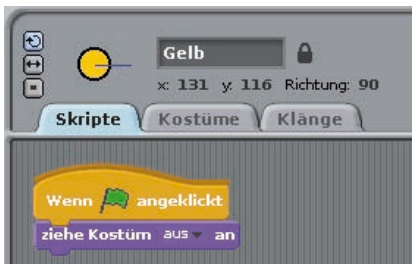 Gelb
x: 131 y: 116 Richtung: 90
Skripte Kostüme Klänge
Wenn angeklickt
ziehe Kostüm aus an